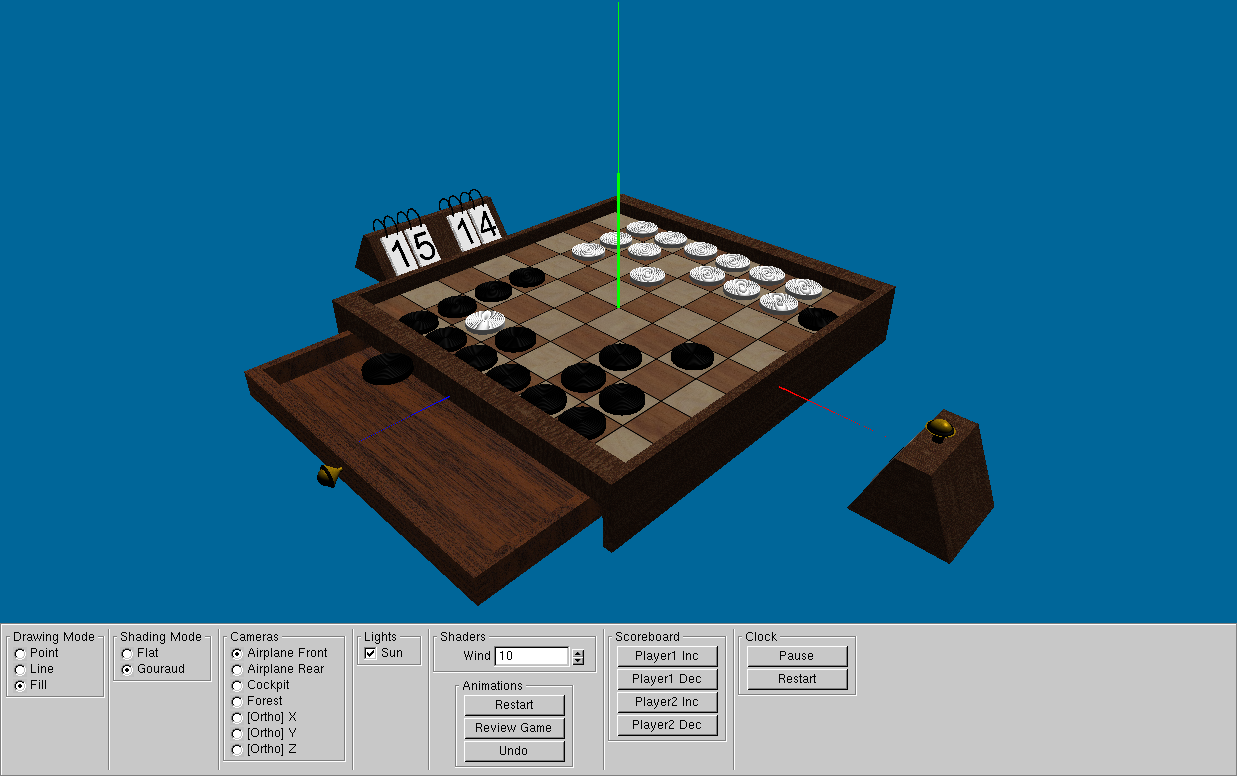 15 14
Drawing Mode
Point
Line
Fill
Shading Mode
Flat
Gouraud
Cameras
Airplane Front
Airplane Rear
Cockpit
Forest
[Ortho] X
[Ortho] Y
[Ortho] Z
Lights
Sun
Shaders
Wind 10
Animations
Restart
Review Game
Undo
Scoreboard
Player1 Inc
Player1 Dec
Player2 Inc
Player2 Dec
Clock
Pause
Restart